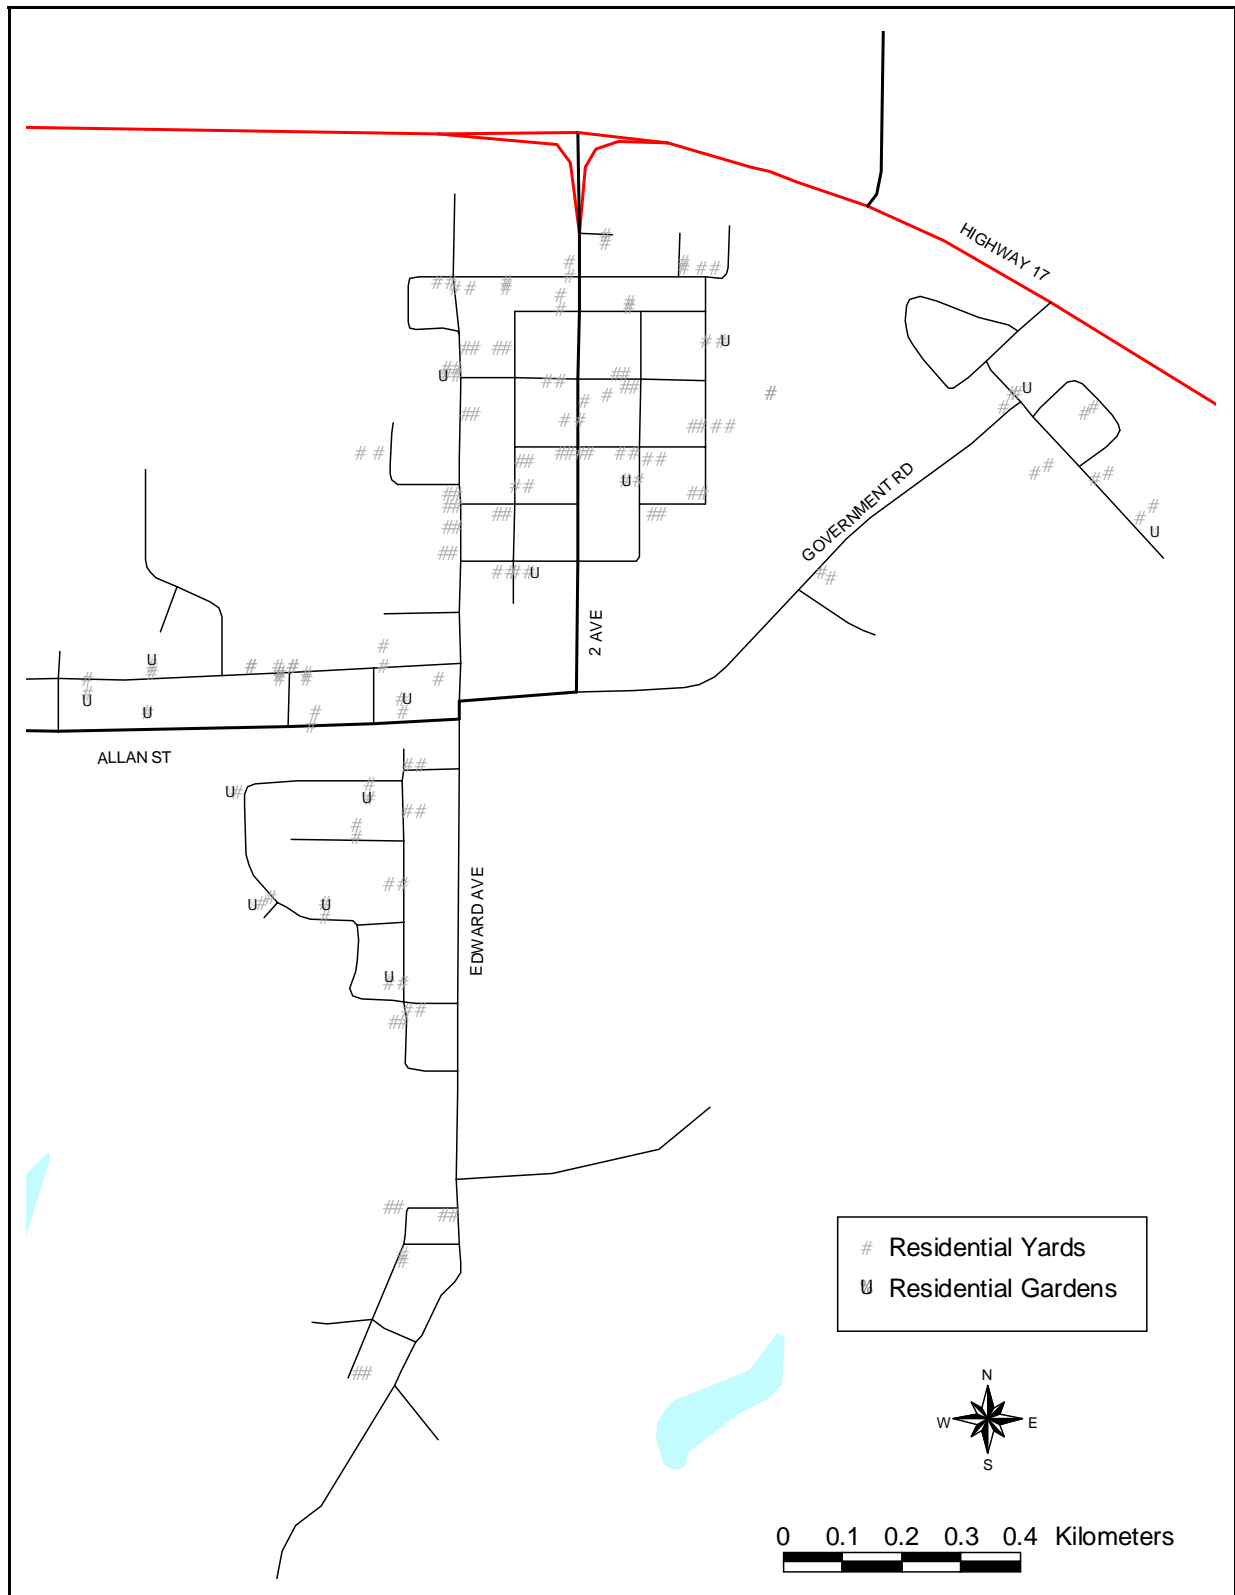 HIGHWAY 17
GOVERNMENT RD
2 AVE
ALLAN ST
EDWARD AVE
# Residential Yards
U Residential Gardens
N
W E
S
0 0.1 0.2 0.3 0.4 Kilometers